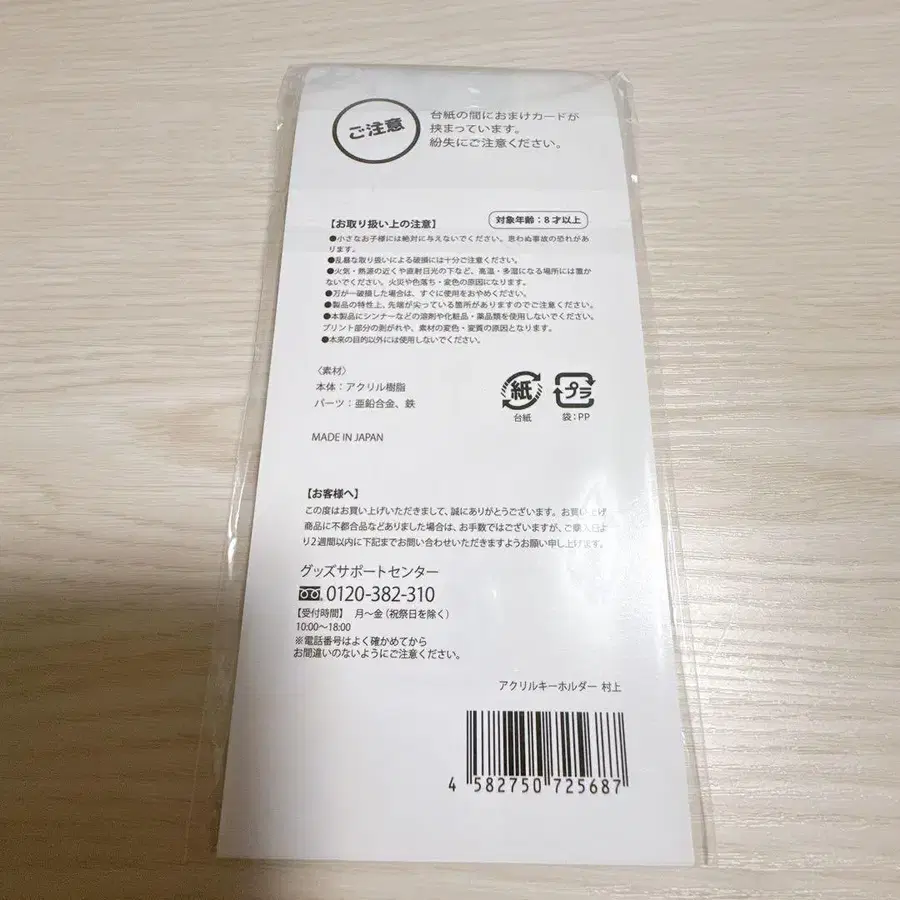 ご注意
台紙の間におまけカードが
挟まっています。
紛失にご注意ください。
【お取り扱い上の注意】
対象年齢：8才以上
●小さなお子様には絶対に与えないでください。思わぬ事故の恐れがあ
ります。
●乱暴な取り扱いによる破損には十分ご注意ください。
●火気・熱源の近くや直射日光の下など、高温・多湿になる場所には置か
ないでください。火災や色落ち・変色の原因になります。
●万が一破損した場合は、すぐに使用をおやめください。
●製品の特性上、先端が尖っている箇所がありますのでご注意ください。
●本製品にシンナーなどの溶剤や化粧品・薬品類を使用しないでください。
プリント部分の剥がれや、素材の変色・変質の原因となります。
●本来の目的以外には使用しないでください。
〈素材〉
本体：アクリル樹脂
パーツ：亜鉛合金、鉄
紙
台紙
プラ
袋：PP
MADE IN JAPAN
【お客様へ】
この度はお買い上げいただきまして、誠にありがとうございます。お買い上げ
商品に不都合品などありました場合は、お手数ではございますが、ご購入日よ
り2週間以内に下記までお問い合わせいただきますようお願い申し上げます。
グッズサポートセンター
0120-382-310
【受付時間】 月〜金（祝祭日を除く）
10:00〜18:00
※電話番号はよく確かめてから
お間違いのないようにご注意ください。
アクリルキーホルダー 村上
4 582750 725687